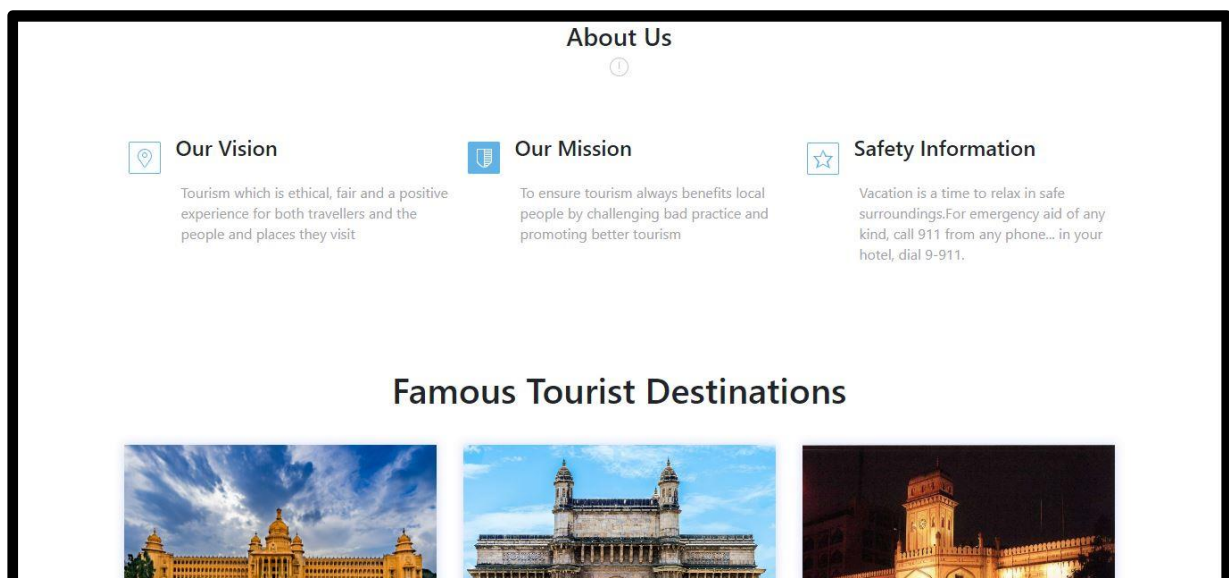 About Us
Our Vision
Tourism which is ethical, fair and a positive
experience for both travellers and the
people and places they visit
Our Mission
To ensure tourism always benefits local
people by challenging bad practice and
promoting better tourism
Safety Information
Vacation is a time to relax in safe
surroundings.For emergency aid of any
kind, call 911 from any phone... in your
hotel, dial 9-911.
Famous Tourist Destinations